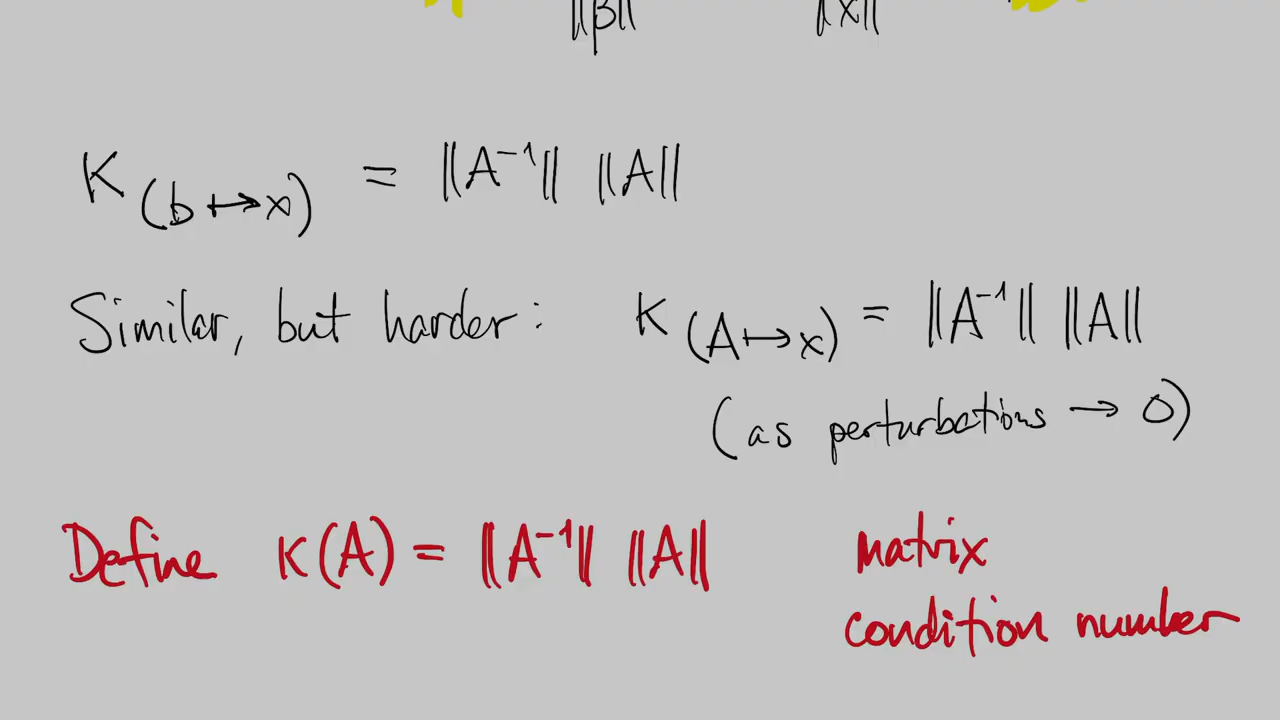 ‖β‖ ‖x‖
κ(b↦x) = ‖A⁻¹‖ ‖A‖
Similar, but harder: κ(A↦x) = ‖A⁻¹‖ ‖A‖
(as perturbations → 0)
Define κ(A) = ‖A⁻¹‖ ‖A‖ matrix
condition number